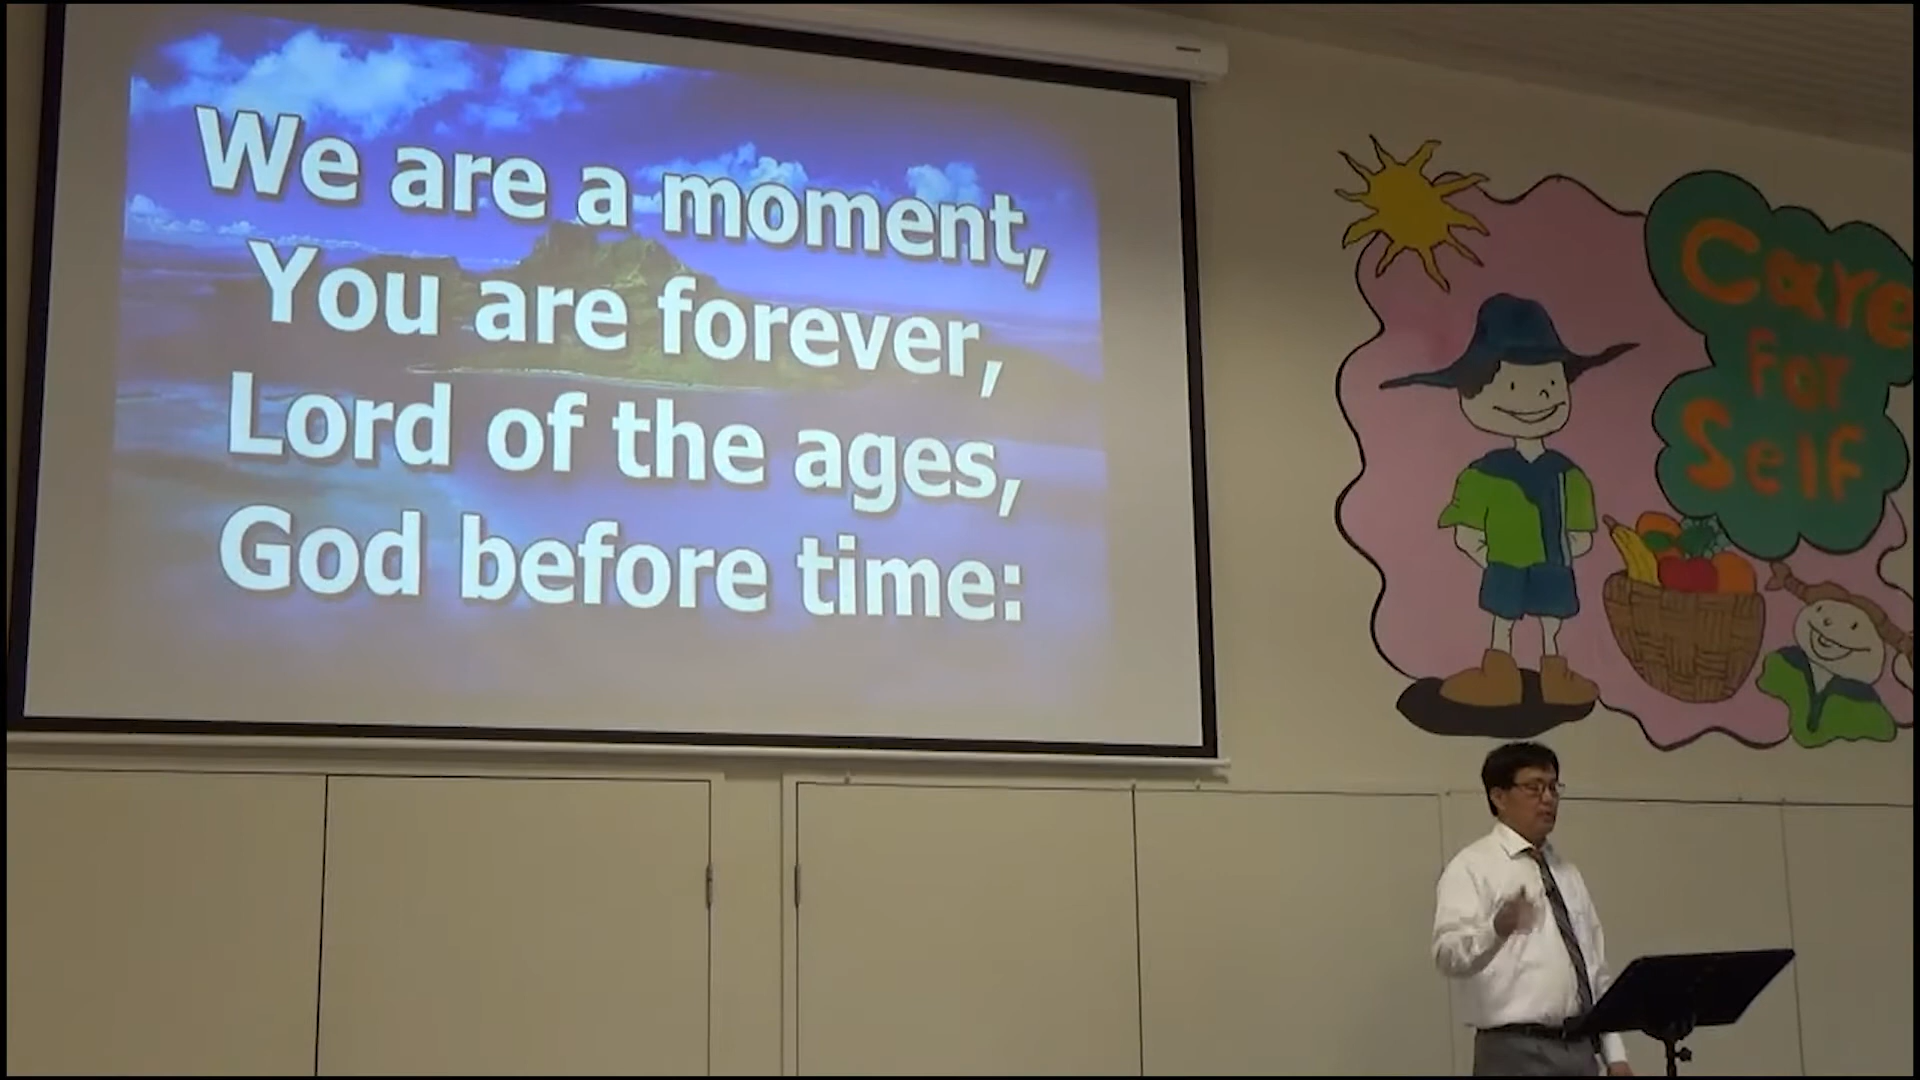 We are a moment,
You are forever,
Lord of the ages,
God before time:
Care
For
Self